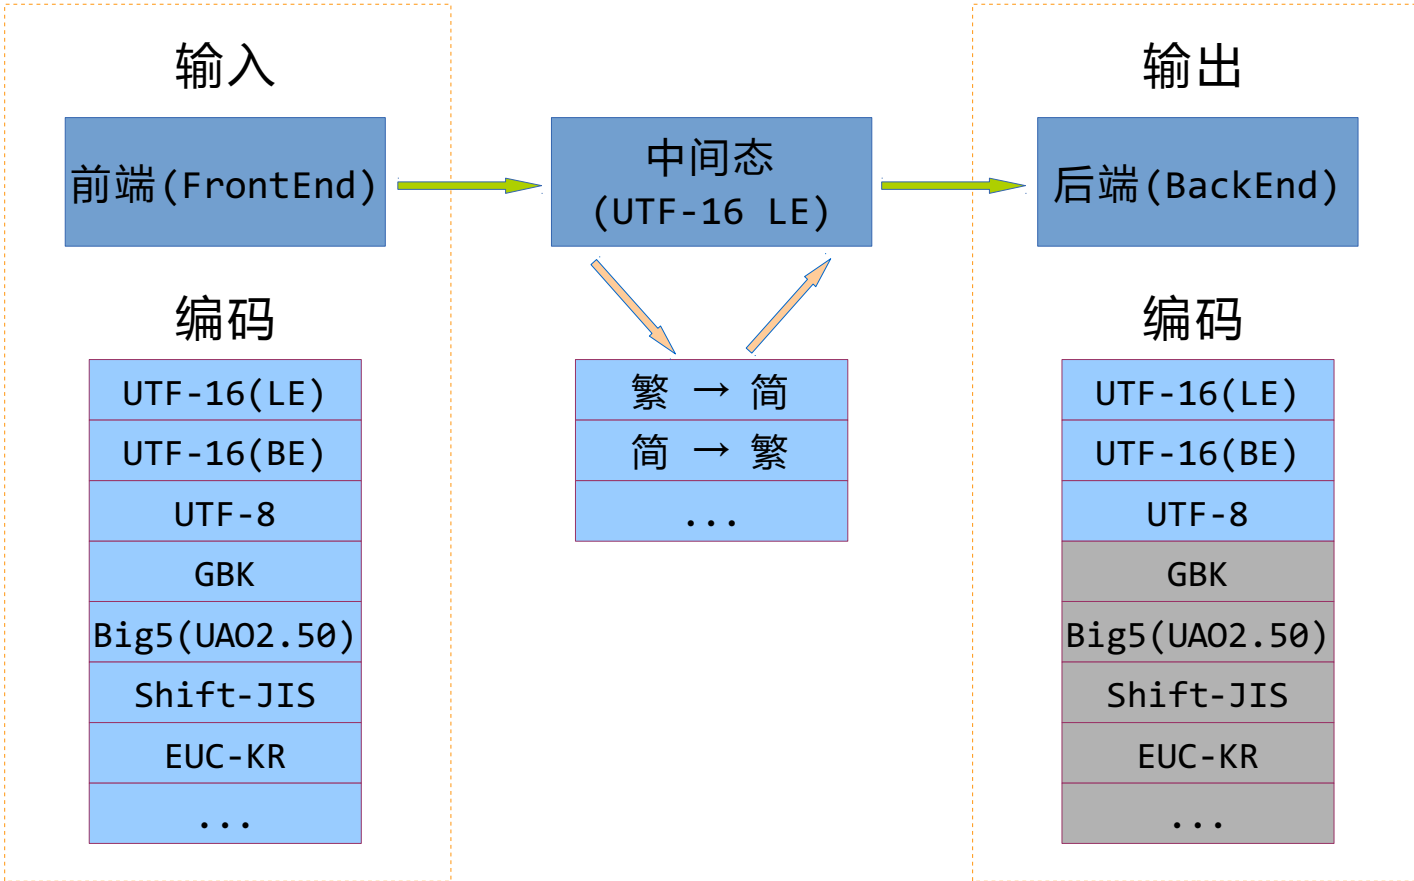 输入
前端(FrontEnd)
编码
UTF-16(LE)
UTF-16(BE)
UTF-8
GBK
Big5(UAO2.50)
Shift-JIS
EUC-KR
...
中间态
(UTF-16 LE)
繁 → 简
简 → 繁
...
输出
后端(BackEnd)
编码
UTF-16(LE)
UTF-16(BE)
UTF-8
GBK
Big5(UAO2.50)
Shift-JIS
EUC-KR
...